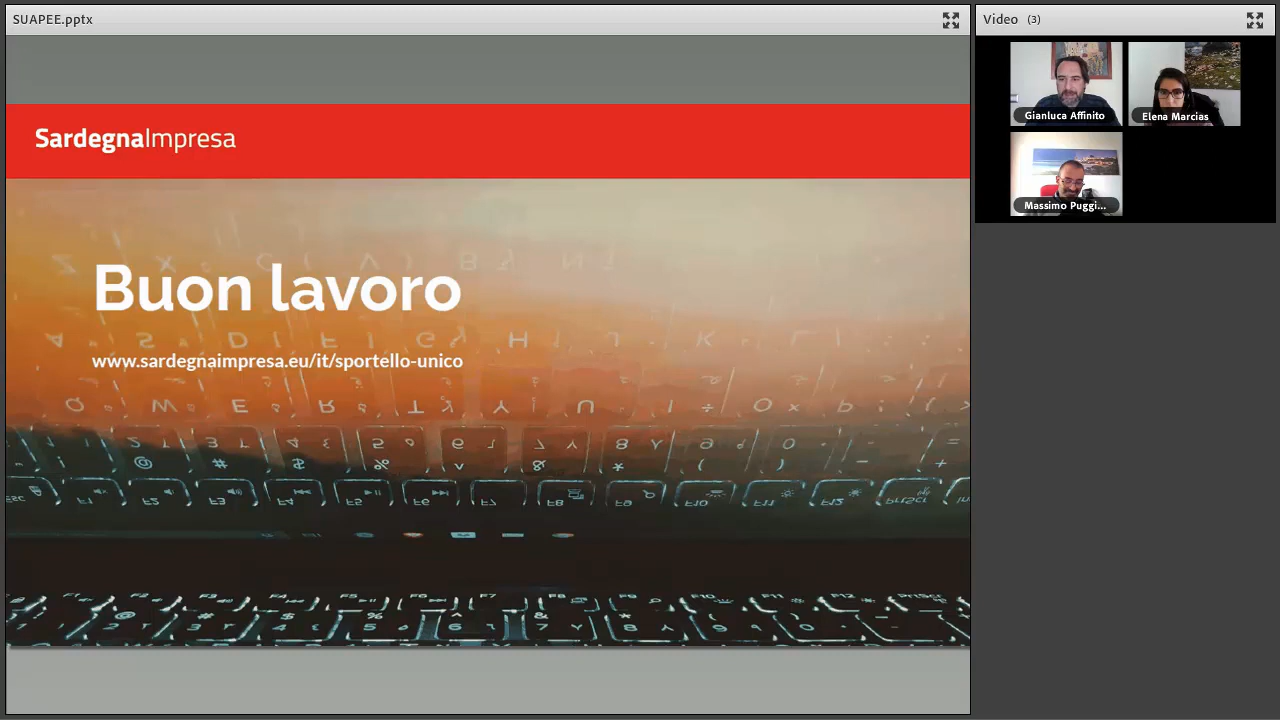 SUAPEE.pptx
Video (3)
SardegnaImpresa
Buon lavoro
www.sardegnaimpresa.eu/it/sportello-unico
Gianluca Affinito
Elena Marcias
Massimo Puggi...